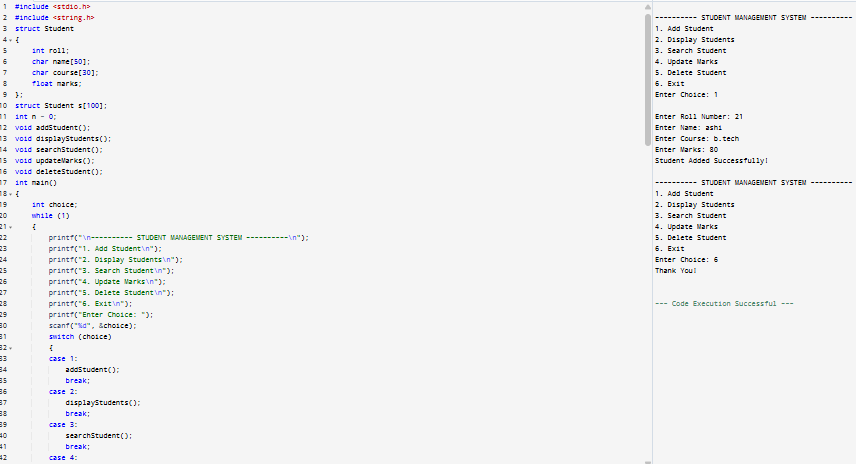 1 #include <stdio.h>
2 #include <string.h>
3 struct Student
4 {
5 int roll;
6 char name[50];
7 char course[30];
8 float marks;
9 };
10 struct Student s[100];
11 int n = 0;
12 void addStudent();
13 void displayStudents();
14 void searchStudent();
15 void updateMarks();
16 void deleteStudent();
17 int main()
18 {
19 int choice;
20 while (1)
21 {
22 printf("\n---------- STUDENT MANAGEMENT SYSTEM ----------\n");
23 printf("1. Add Student\n");
24 printf("2. Display Students\n");
25 printf("3. Search Student\n");
26 printf("4. Update Marks\n");
27 printf("5. Delete Student\n");
28 printf("6. Exit\n");
29 printf("Enter Choice: ");
30 scanf("%d", &choice);
31 switch (choice)
32 {
33 case 1:
34 addStudent();
35 break;
36 case 2:
37 displayStudents();
38 break;
39 case 3:
40 searchStudent();
41 break;
42 case 4:
---------- STUDENT MANAGEMENT SYSTEM ----------
1. Add Student
2. Display Students
3. Search Student
4. Update Marks
5. Delete Student
6. Exit
Enter Choice: 1
Enter Roll Number: 21
Enter Name: ashi
Enter Course: b.tech
Enter Marks: 80
Student Added Successfully!
---------- STUDENT MANAGEMENT SYSTEM ----------
1. Add Student
2. Display Students
3. Search Student
4. Update Marks
5. Delete Student
6. Exit
Enter Choice: 6
Thank You!
=== Code Execution Successful ===